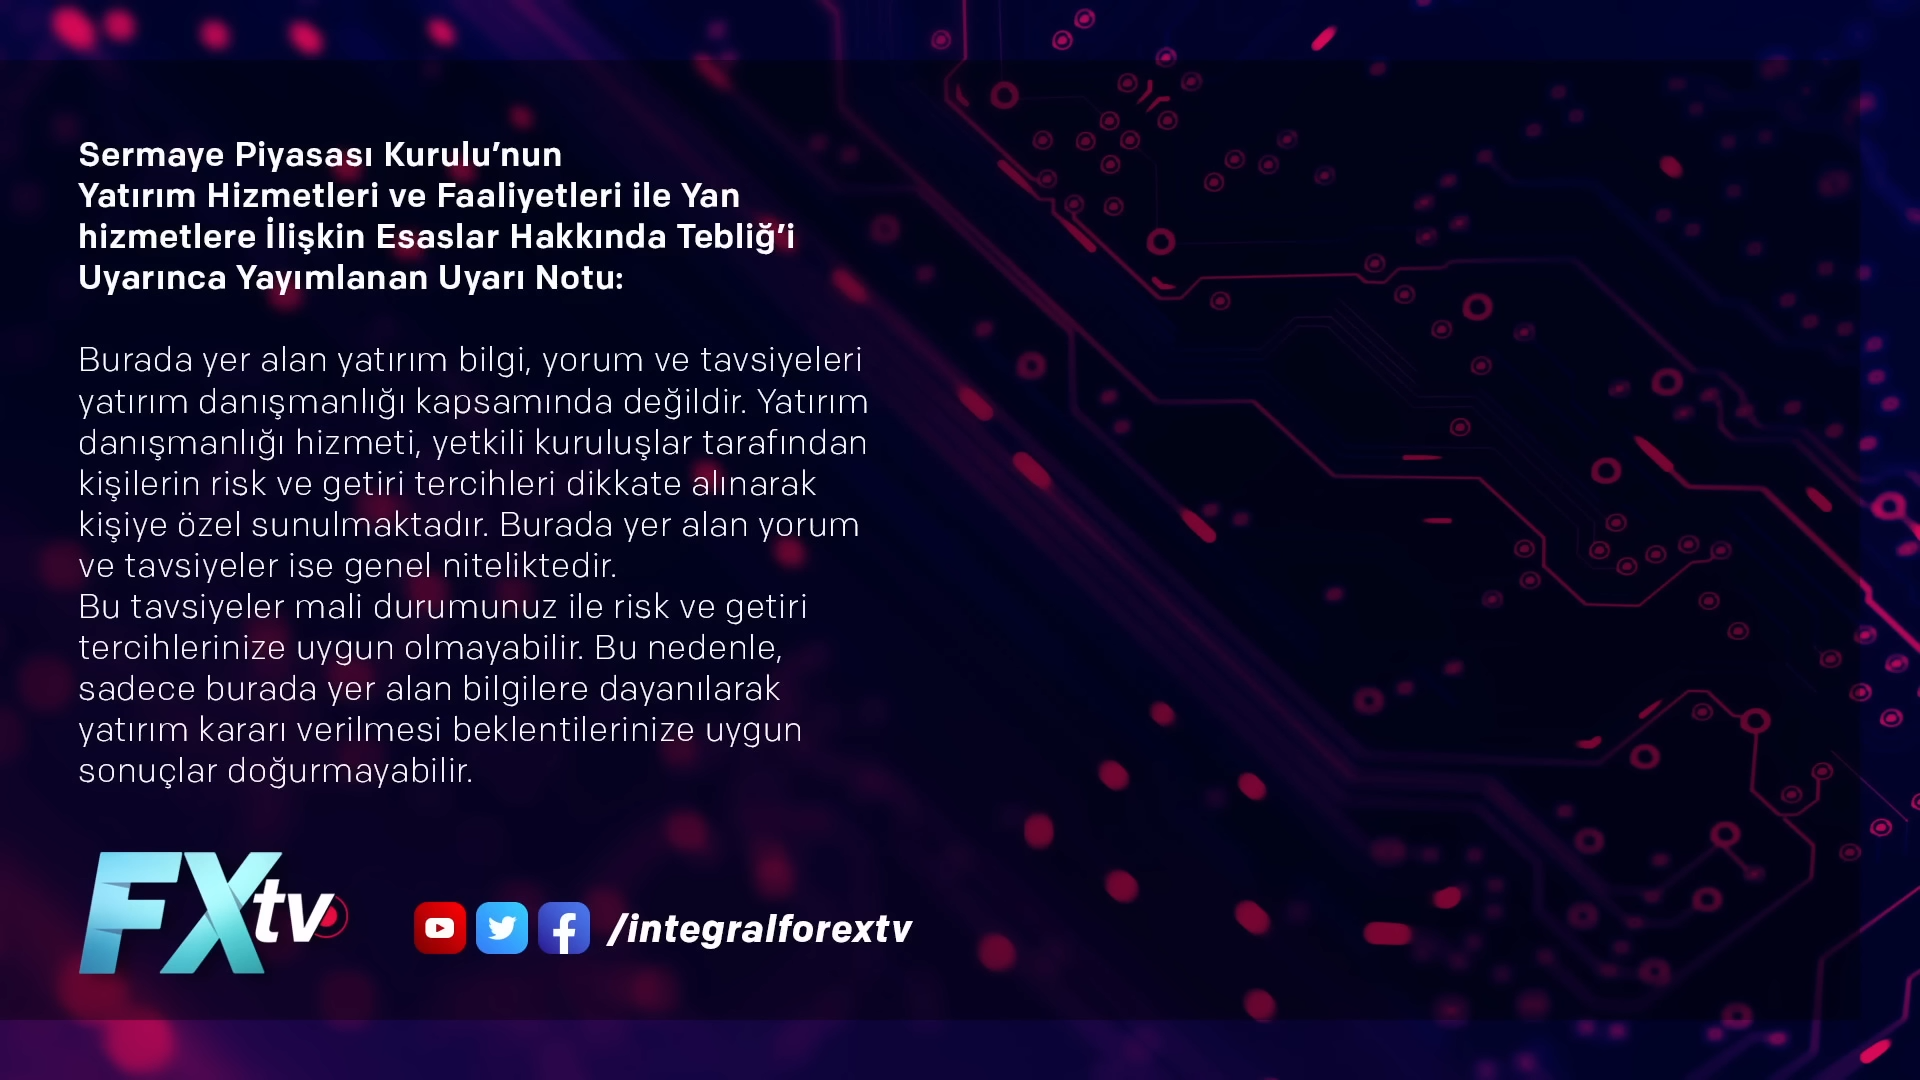 Sermaye Piyasası Kurulu’nun
Yatırım Hizmetleri ve Faaliyetleri ile Yan
hizmetlere İlişkin Esaslar Hakkında Tebliğ’i
Uyarınca Yayımlanan Uyarı Notu:
Burada yer alan yatırım bilgi, yorum ve tavsiyeleri
yatırım danışmanlığı kapsamında değildir. Yatırım
danışmanlığı hizmeti, yetkili kuruluşlar tarafından
kişilerin risk ve getiri tercihleri dikkate alınarak
kişiye özel sunulmaktadır. Burada yer alan yorum
ve tavsiyeler ise genel niteliktedir.
Bu tavsiyeler mali durumunuz ile risk ve getiri
tercihlerinize uygun olmayabilir. Bu nedenle,
sadece burada yer alan bilgilere dayanılarak
yatırım kararı verilmesi beklentilerinize uygun
sonuçlar doğurmayabilir.
FXtv
/integralforextv